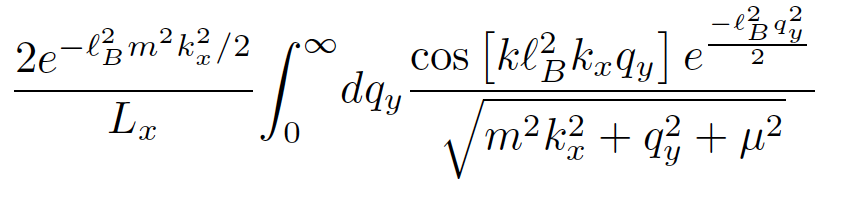 \frac{2e^{-\ell_B^2 m^2 k_x^2/2}}{L_x} \int_0^\infty dq_y \frac{\cos\left[k\ell_B^2 k_x q_y\right] e^{\frac{-\ell_B^2 q_y^2}{2}}}{\sqrt{m^2 k_x^2 + q_y^2 + \mu^2}}